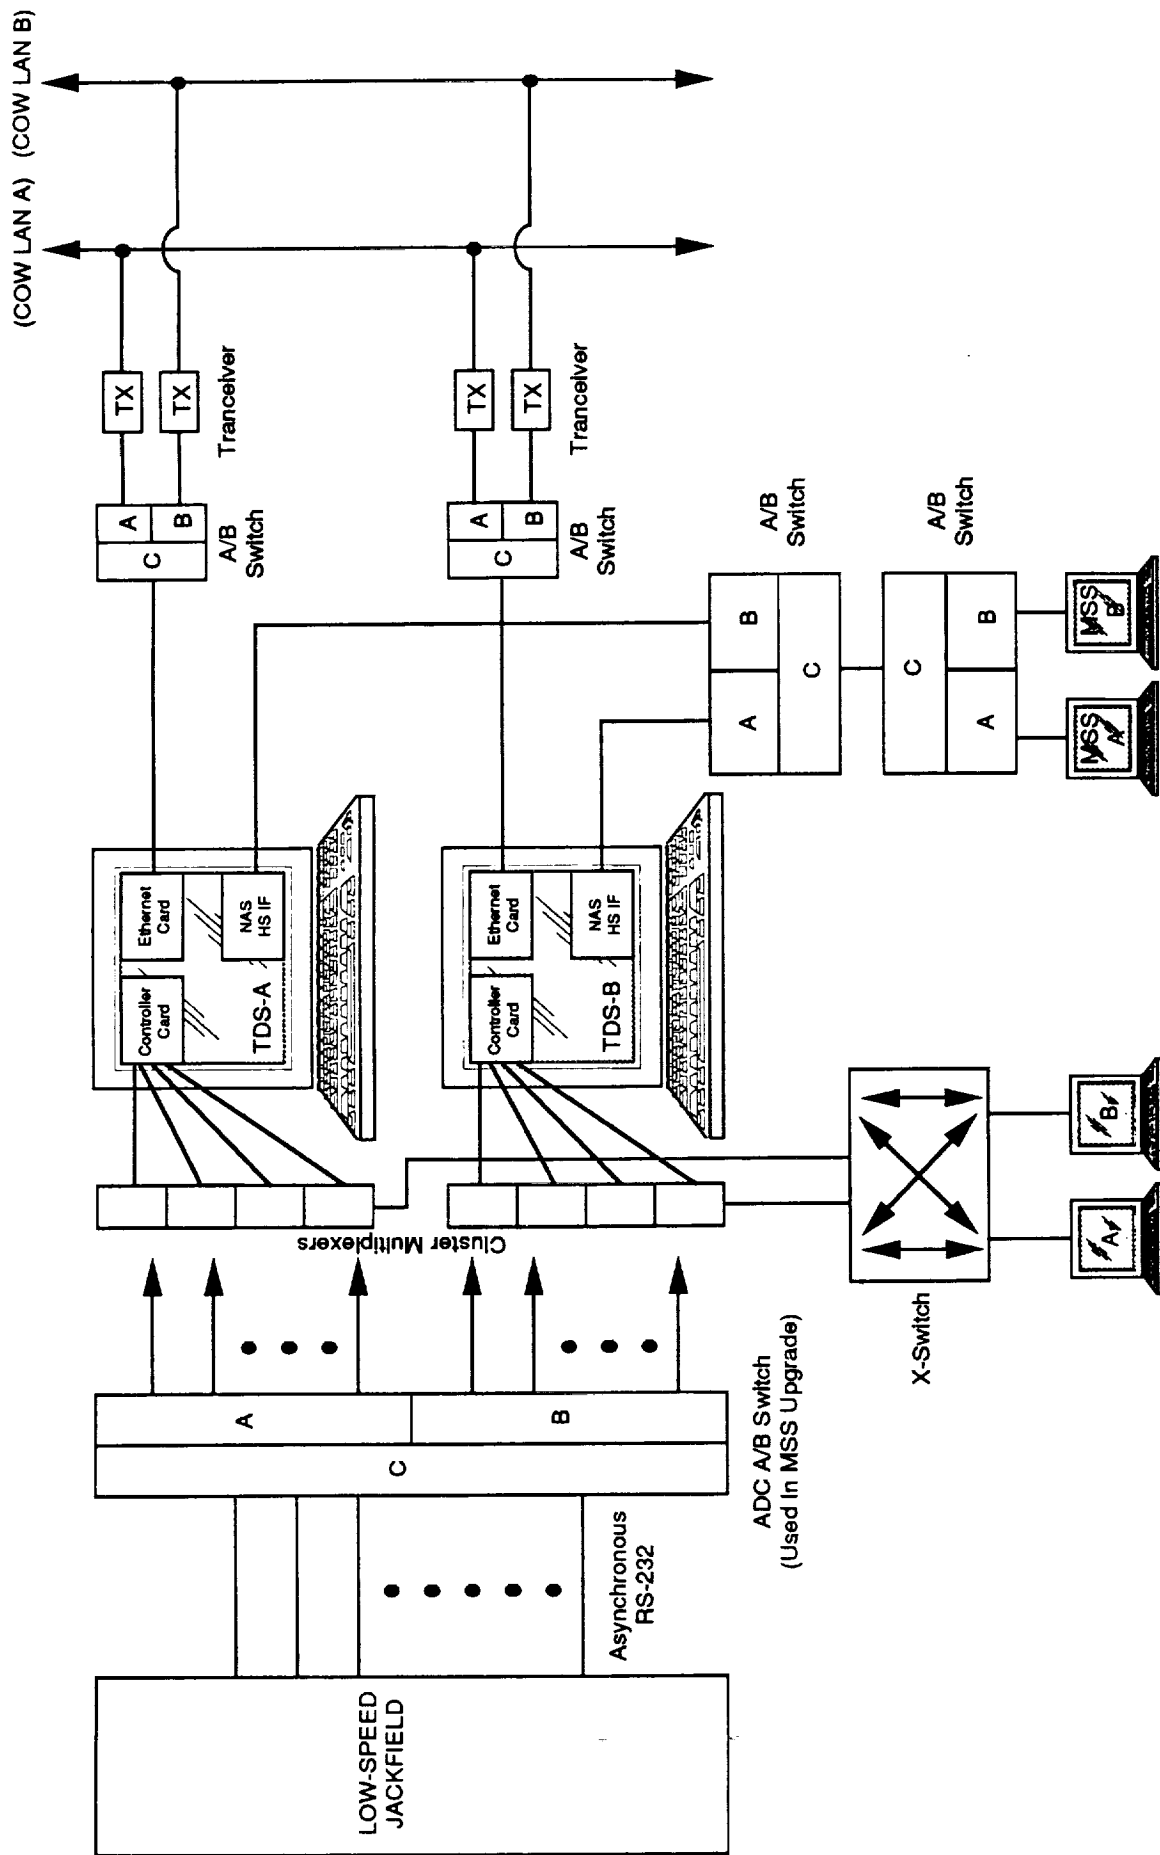 (COW LAN A)
(COW LAN B)
TX
TX
Tranceiver
A
B
C
A/B
Switch
TX
TX
Tranceiver
A
B
C
A/B
Switch
Controller
Card
Ethernet
Card
NAS
HS IF
TDS-A
Controller
Card
Ethernet
Card
NAS
HS IF
TDS-B
Cluster Multiplexers
LOW-SPEED
JACKFIELD
Asynchronous
RS-232
C
A
B
ADC A/B Switch
(Used In MSS Upgrade)
X-Switch
A
B
A
B
C
A/B
Switch
C
A
B
A/B
Switch
MSS
A
MSS
B